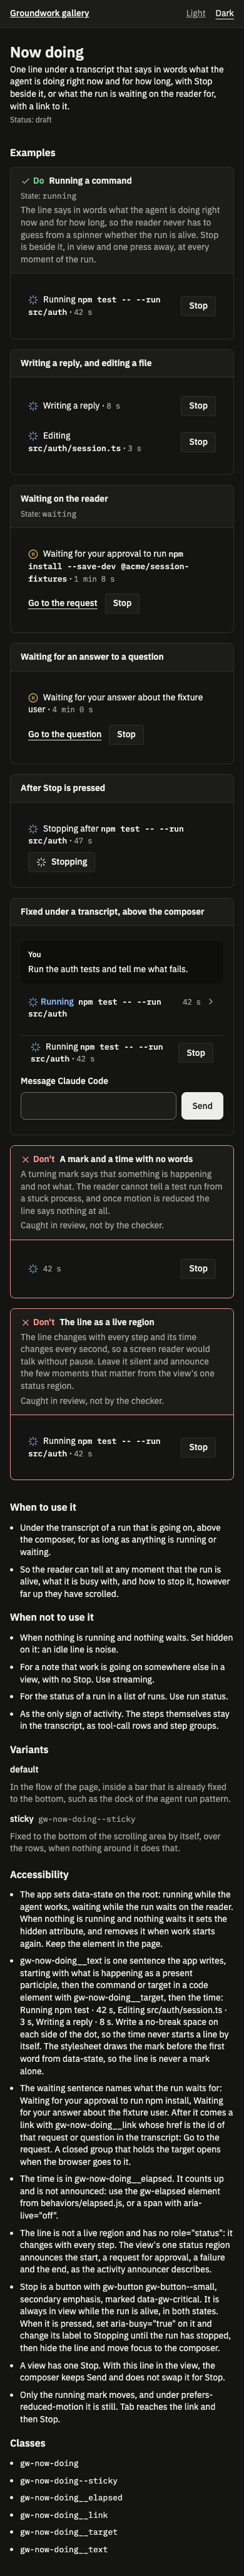 Groundwork gallery
Light
Dark
Now doing
One line under a transcript that says in words what the
agent is doing right now and for how long, with Stop
beside it, or what the run is waiting on the reader for,
with a link to it.
Status: draft
Examples
Do Running a command
State: running
The line says in words what the agent is doing right
now and for how long, so the reader never has to
guess from a spinner whether the run is alive. Stop
is beside it, in view and one press away, at every
moment of the run.
Running npm test -- --run
src/auth · 42 s
Stop
Writing a reply, and editing a file
Writing a reply · 8 s
Stop
Editing
src/auth/session.ts · 3 s
Stop
Waiting on the reader
State: waiting
Waiting for your approval to run npm
install --save-dev @acme/session-
fixtures · 1 min 8 s
Go to the request
Stop
Waiting for an answer to a question
Waiting for your answer about the fixture
user · 4 min 0 s
Go to the question
Stop
After Stop is pressed
Stopping after npm test -- --run
src/auth · 47 s
Stopping
Fixed under a transcript, above the composer
You
Run the auth tests and tell me what fails.
Running npm test -- --run
src/auth
42 s
Running npm test -- --run
src/auth · 42 s
Stop
Message Claude Code
Send
Don't A mark and a time with no words
A turning mark says that something is happening
and not what. The reader cannot tell a test run from
a stuck process, and once motion is reduced the
line says nothing at all.
Caught in review, not by the checker.
42 s
Stop
Don't The line as a live region
The line changes with every step and its time
changes every second, so a screen reader would
talk without pause. Leave it silent and announce
the few moments that matter from the view's one
status region.
Caught in review, not by the checker.
Running npm test -- --run
src/auth · 42 s
Stop
When to use it
• Under the transcript of a run that is going on, above
the composer, for as long as anything is running or
waiting.
• So the reader can tell at any moment that the run is
alive, what it is busy with, and how to stop it, however
far up they have scrolled.
When not to use it
• When nothing is running and nothing waits. Set hidden
on it: an idle line is noise.
• For a note that work is going on somewhere else in a
view, with no Stop. Use streaming.
• For the status of a run in a list of runs. Use run status.
• As the only sign of activity. The steps themselves stay
in the transcript, as tool-call rows and step groups.
Variants
default
In the flow of the page, inside a bar that is already fixed
to the bottom, such as the dock of the agent run pattern.
sticky gw-now-doing--sticky
Fixed to the bottom of the scrolling area by itself, over
the rows, when nothing around it does that.
Accessibility
• The app sets data-state on the root: running while the
agent works, waiting while the run waits on the reader.
When nothing is running and nothing waits it sets the
hidden attribute, and removes it when work starts
again. Keep the element in the page.
• gw-now-doing__text is one sentence the app writes,
starting with what is happening as a present
participle, then the command or target in a code
element with gw-now-doing__target, then the time:
Running npm test · 42 s, Editing src/auth/session.ts ·
3 s, Writing a reply · 8 s. Write a no-break space on
each side of the dot, so the time never starts a line by
itself. The stylesheet draws the mark before the first
word from data-state, so the line is never a mark
alone.
• The waiting sentence names what the run waits for:
Waiting for your approval to run npm install, Waiting
for your answer about the fixture user. After it comes a
link with gw-now-doing__link whose href is the id of
that request or question in the transcript: Go to the
request. A closed group that holds the target opens
when the browser goes to it.
• The time is in gw-now-doing__elapsed. It counts up
and is not announced: use the gw-elapsed element
from behaviors/elapsed.js, or a span with aria-
live="off".
• The line is not a live region and has no role="status": it
changes with every step. The view's one status region
announces the start, a request for approval, a failure
and the end, as the activity announcer describes.
• Stop is a button with gw-button gw-button--small,
secondary emphasis, marked data-gw-critical. It is
always in view while the run is alive, in both states.
When it is pressed, set aria-busy="true" on it and
change its label to Stopping until the run has stopped,
then hide the line and move focus to the composer.
• A view has one Stop. With this line in the view, the
composer keeps Send and does not swap it for Stop.
• Only the running mark moves, and under prefers-
reduced-motion it is still. Tab reaches the link and
then Stop.
Classes
• gw-now-doing
• gw-now-doing--sticky
• gw-now-doing__elapsed
• gw-now-doing__link
• gw-now-doing__target
• gw-now-doing__text